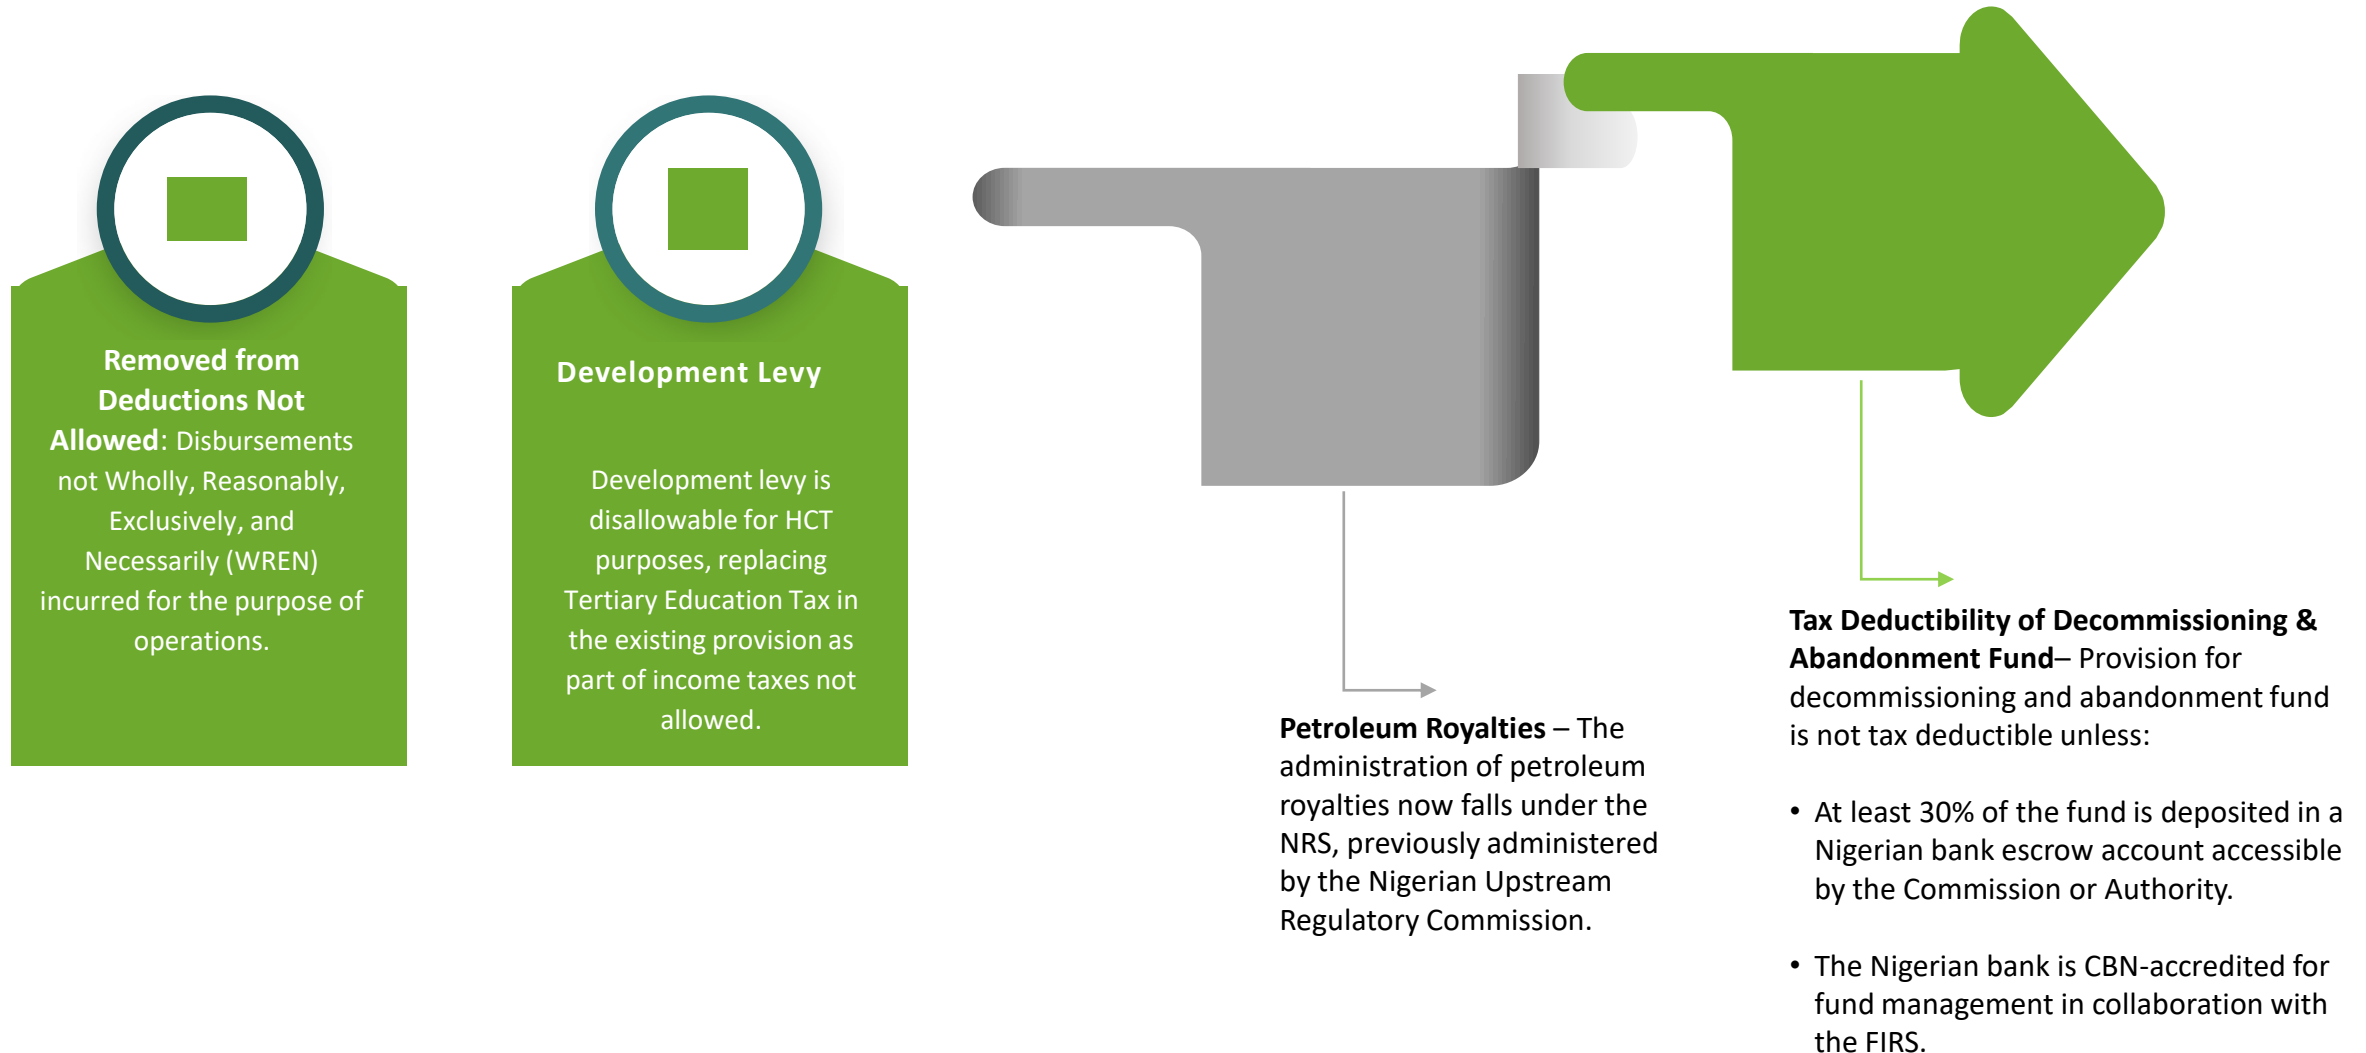 Removed from
Deductions Not
Allowed: Disbursements
not Wholly, Reasonably,
Exclusively, and
Necessarily (WREN)
incurred for the purpose of
operations.
Development Levy
Development levy is
disallowable for HCT
purposes, replacing
Tertiary Education Tax in
the existing provision as
part of income taxes not
allowed.
Petroleum Royalties – The
administration of petroleum
royalties now falls under the
NRS, previously administered
by the Nigerian Upstream
Regulatory Commission.
Tax Deductibility of Decommissioning &
Abandonment Fund– Provision for
decommissioning and abandonment fund
is not tax deductible unless:
• At least 30% of the fund is deposited in a
Nigerian bank escrow account accessible
by the Commission or Authority.
• The Nigerian bank is CBN-accredited for
fund management in collaboration with
the FIRS.